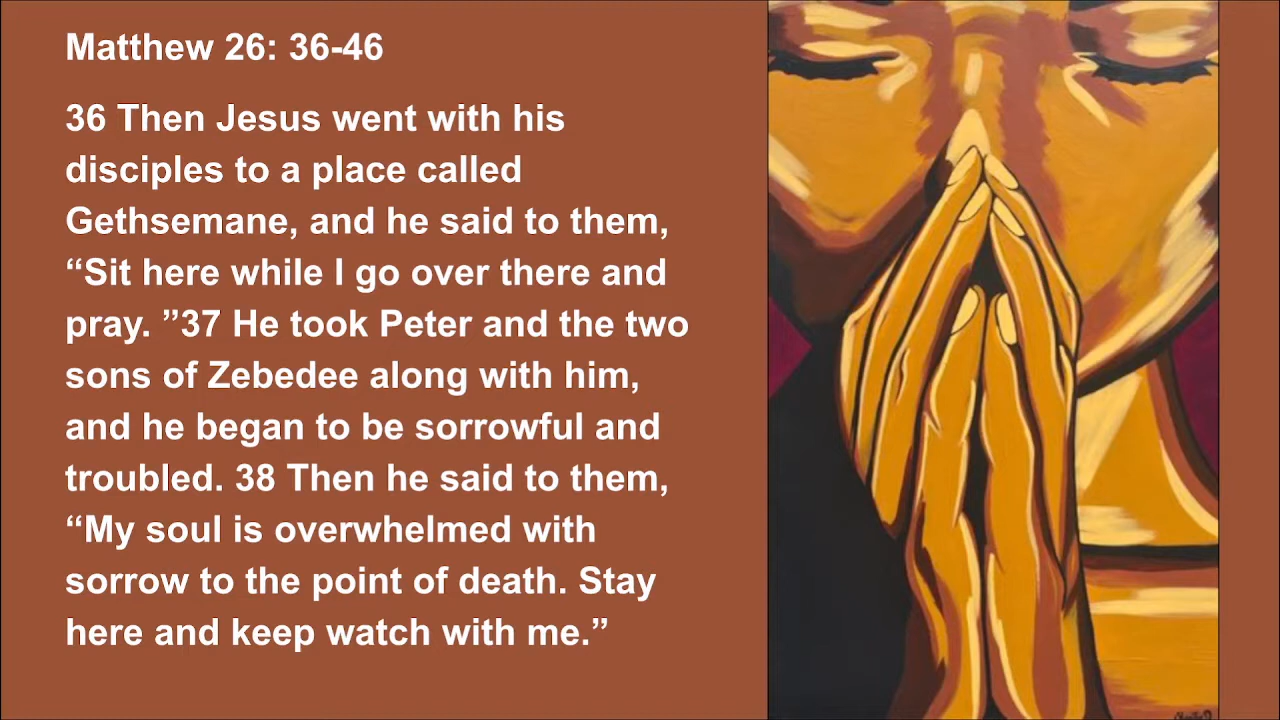 Matthew 26: 36-46
36 Then Jesus went with his
disciples to a place called
Gethsemane, and he said to them,
“Sit here while I go over there and
pray. ”37 He took Peter and the two
sons of Zebedee along with him,
and he began to be sorrowful and
troubled. 38 Then he said to them,
“My soul is overwhelmed with
sorrow to the point of death. Stay
here and keep watch with me.”